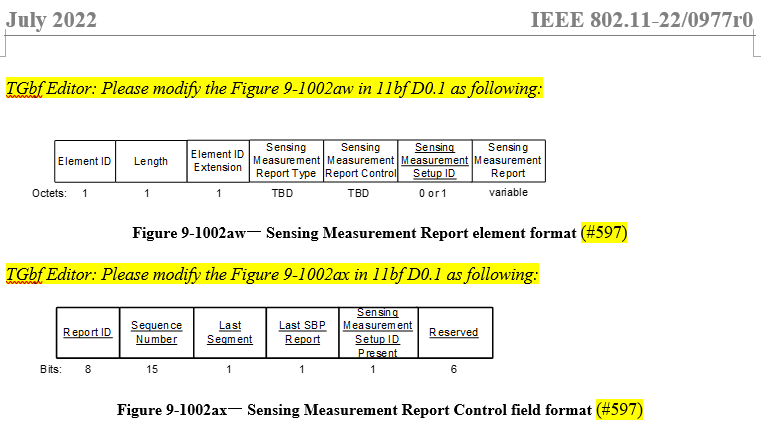 July 2022 IEEE 802.11-22/0977r0
TGbf Editor: Please modify the Figure 9-1002aw in 11bf D0.1 as following:
Element ID Length Element ID Extension Sensing Measurement Report Type Sensing Measurement Report Control Sensing Measurement Setup ID Sensing Measurement Report
Octets: 1 1 1 TBD TBD 0 or 1 variable
Figure 9-1002aw— Sensing Measurement Report element format (#597)
TGbf Editor: Please modify the Figure 9-1002ax in 11bf D0.1 as following:
Report ID Sequence Number Last Segment Last SBP Report Sensing Measurement Setup ID Present Reserved
Bits: 8 15 1 1 1 6
Figure 9-1002ax— Sensing Measurement Report Control field format (#597)